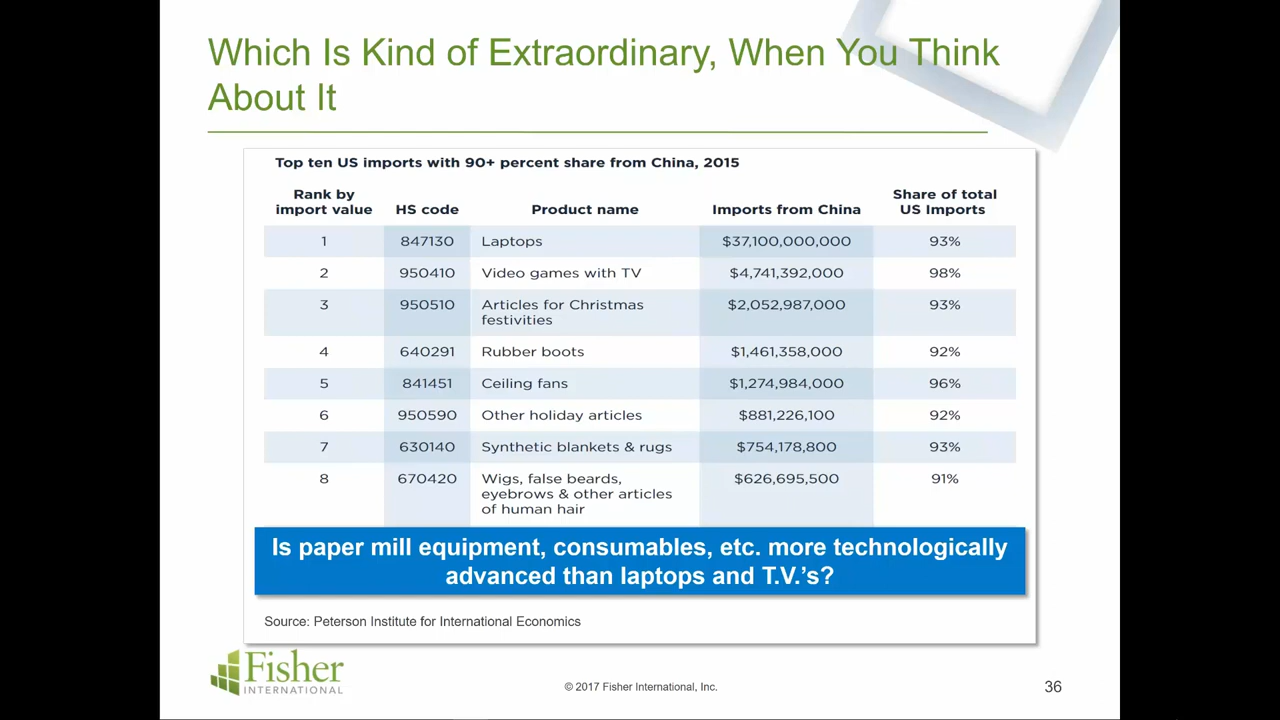 Which Is Kind of Extraordinary, When You Think
About It
Top ten US imports with 90+ percent share from China, 2015
Rank by
import value
HS code
Product name
Imports from China
Share of total
US Imports
1 847130 Laptops $37,100,000,000 93%
2 950410 Video games with TV $4,741,392,000 98%
3 950510 Articles for Christmas
festivities $2,052,987,000 93%
4 640291 Rubber boots $1,461,358,000 92%
5 841451 Ceiling fans $1,274,984,000 96%
6 950590 Other holiday articles $881,226,100 92%
7 630140 Synthetic blankets & rugs $754,178,800 93%
8 670420 Wigs, false beards,
eyebrows & other articles
of human hair $626,695,500 91%
Is paper mill equipment, consumables, etc. more technologically
advanced than laptops and T.V.'s?
Source: Peterson Institute for International Economics
Fisher
INTERNATIONAL
© 2017 Fisher International, Inc.
36